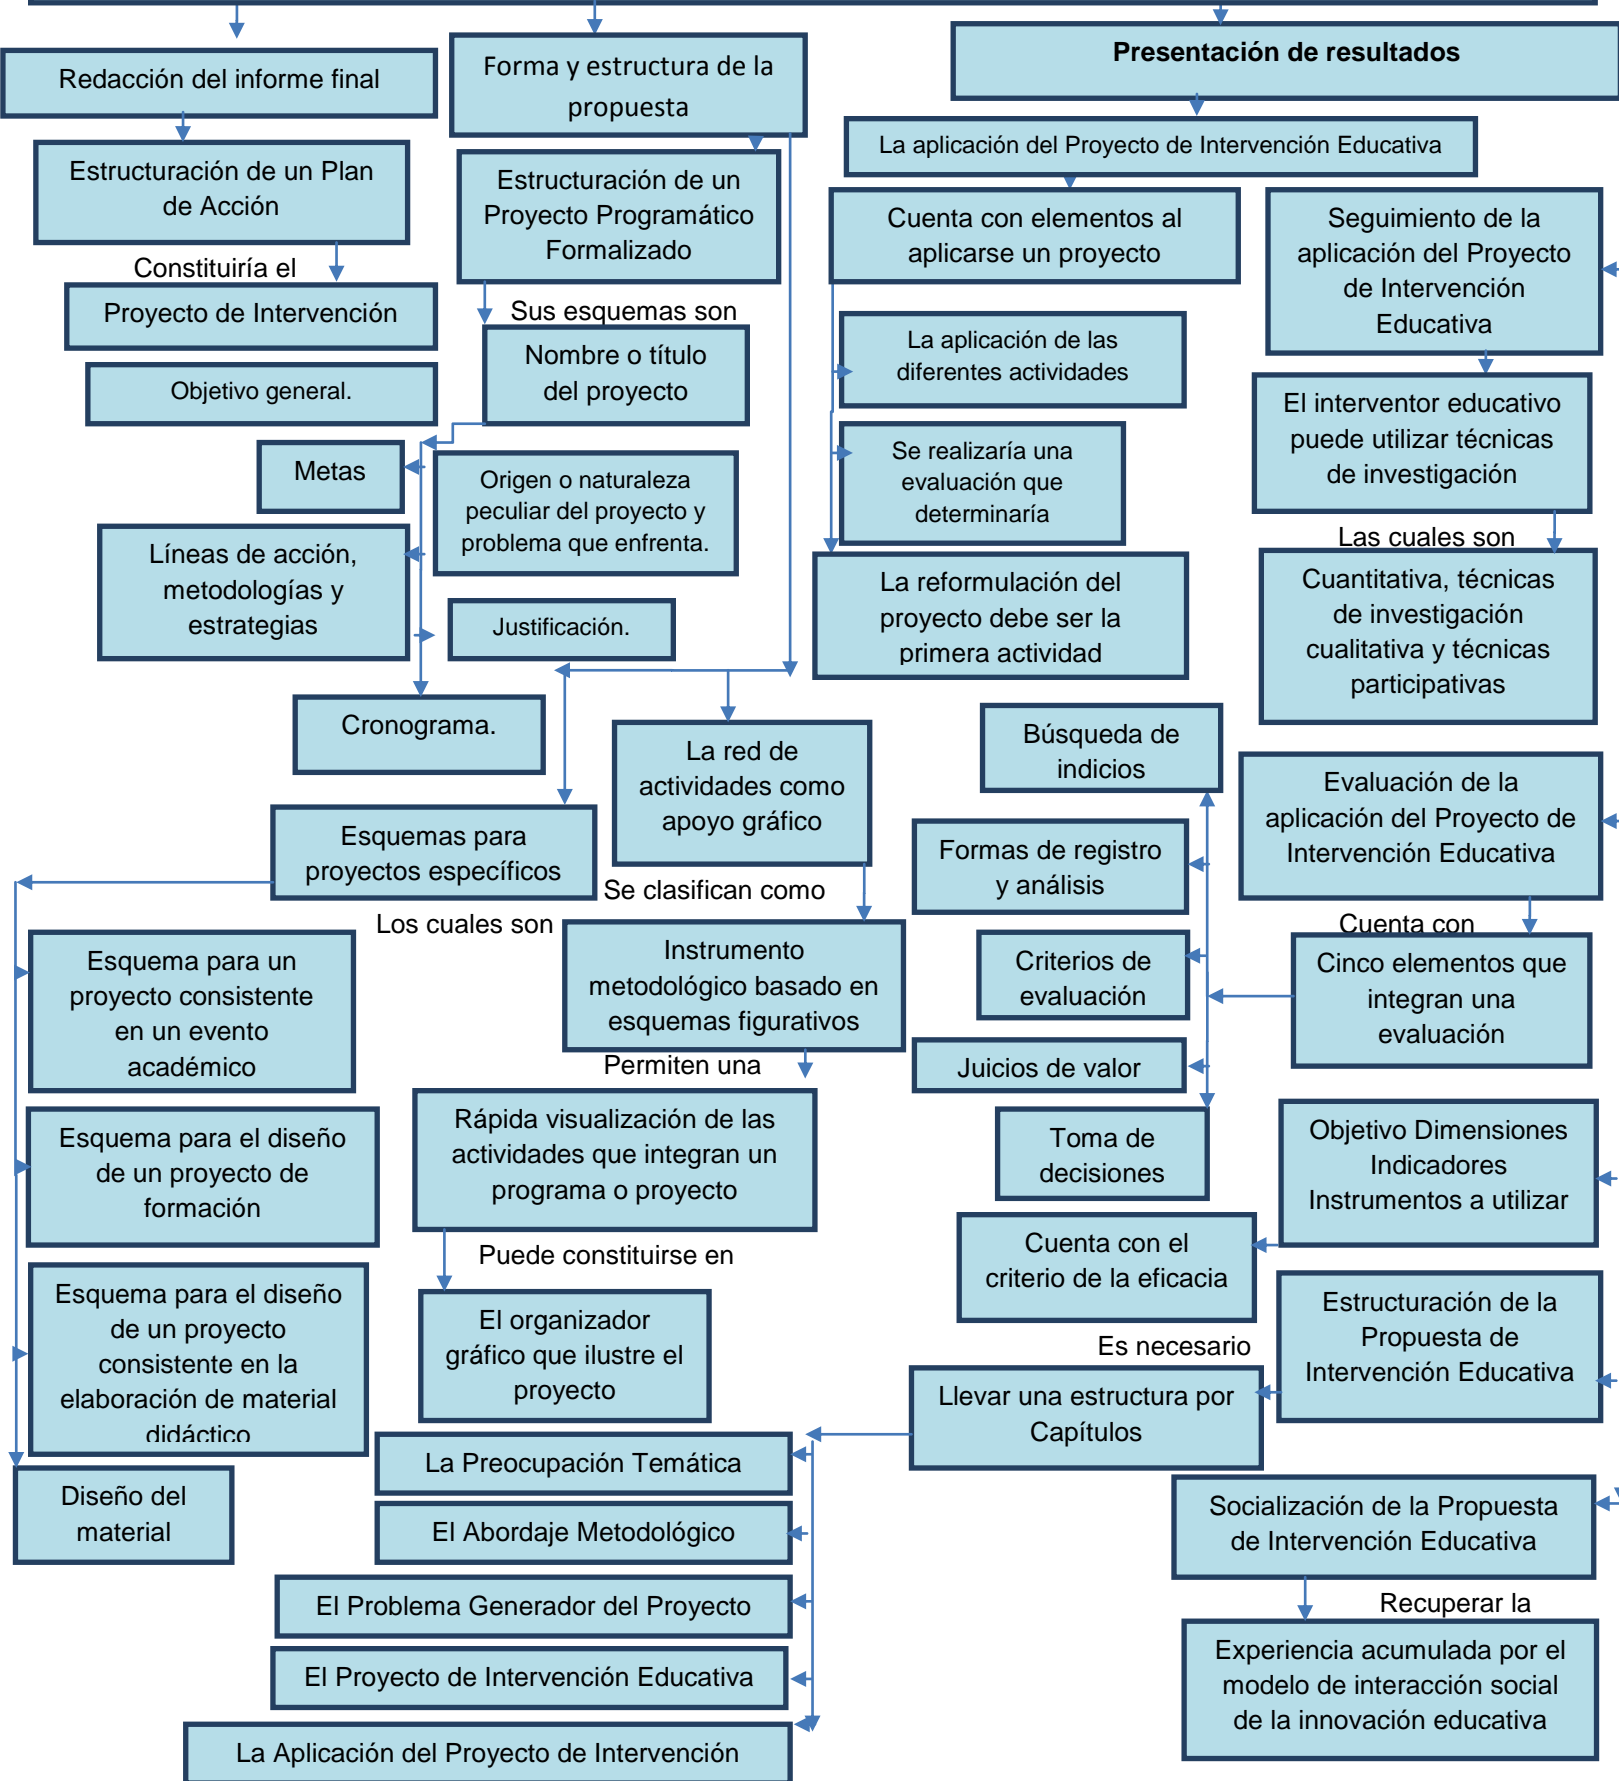 Redacción del informe final
Forma y estructura de la
propuesta
Presentación de resultados
Estructuración de un Plan
de Acción
Constituiría el
Proyecto de Intervención
Objetivo general.
Estructuración de un
Proyecto Programático
Formalizado
Sus esquemas son
Nombre o título
del proyecto
Metas
Origen o naturaleza
peculiar del proyecto y
problema que enfrenta.
Líneas de acción,
metodologías y
estrategias
Justificación.
Cronograma.
La aplicación del Proyecto de Intervención Educativa
Cuenta con elementos al
aplicarse un proyecto
La aplicación de las
diferentes actividades
Se realizaría una
evaluación que
determinaría
La reformulación del
proyecto debe ser la
primera actividad
Seguimiento de la
aplicación del Proyecto
de Intervención
Educativa
El interventor educativo
puede utilizar técnicas
de investigación
Las cuales son
Cuantitativa, técnicas
de investigación
cualitativa y técnicas
participativas
La red de
actividades como
apoyo gráfico
Esquemas para
proyectos específicos
Se clasifican como
Los cuales son
Instrumento
metodológico basado en
esquemas figurativos
Permiten una
Rápida visualización de las
actividades que integran un
programa o proyecto
Puede constituirse en
El organizador
gráfico que ilustre el
proyecto
Esquema para un
proyecto consistente
en un evento
académico
Esquema para el diseño
de un proyecto de
formación
Esquema para el diseño
de un proyecto
consistente en la
elaboración de material
didáctico
Diseño del
material
Búsqueda de
indicios
Formas de registro
y análisis
Criterios de
evaluación
Juicios de valor
Toma de
decisiones
Evaluación de la
aplicación del Proyecto de
Intervención Educativa
Cuenta con
Cinco elementos que
integran una
evaluación
Objetivo Dimensiones
Indicadores
Instrumentos a utilizar
Cuenta con el
criterio de la eficacia
Estructuración de la
Propuesta de
Intervención Educativa
Es necesario
Llevar una estructura por
Capítulos
La Preocupación Temática
El Abordaje Metodológico
El Problema Generador del Proyecto
El Proyecto de Intervención Educativa
La Aplicación del Proyecto de Intervención
Socialización de la Propuesta
de Intervención Educativa
Recuperar la
Experiencia acumulada por el
modelo de interacción social
de la innovación educativa